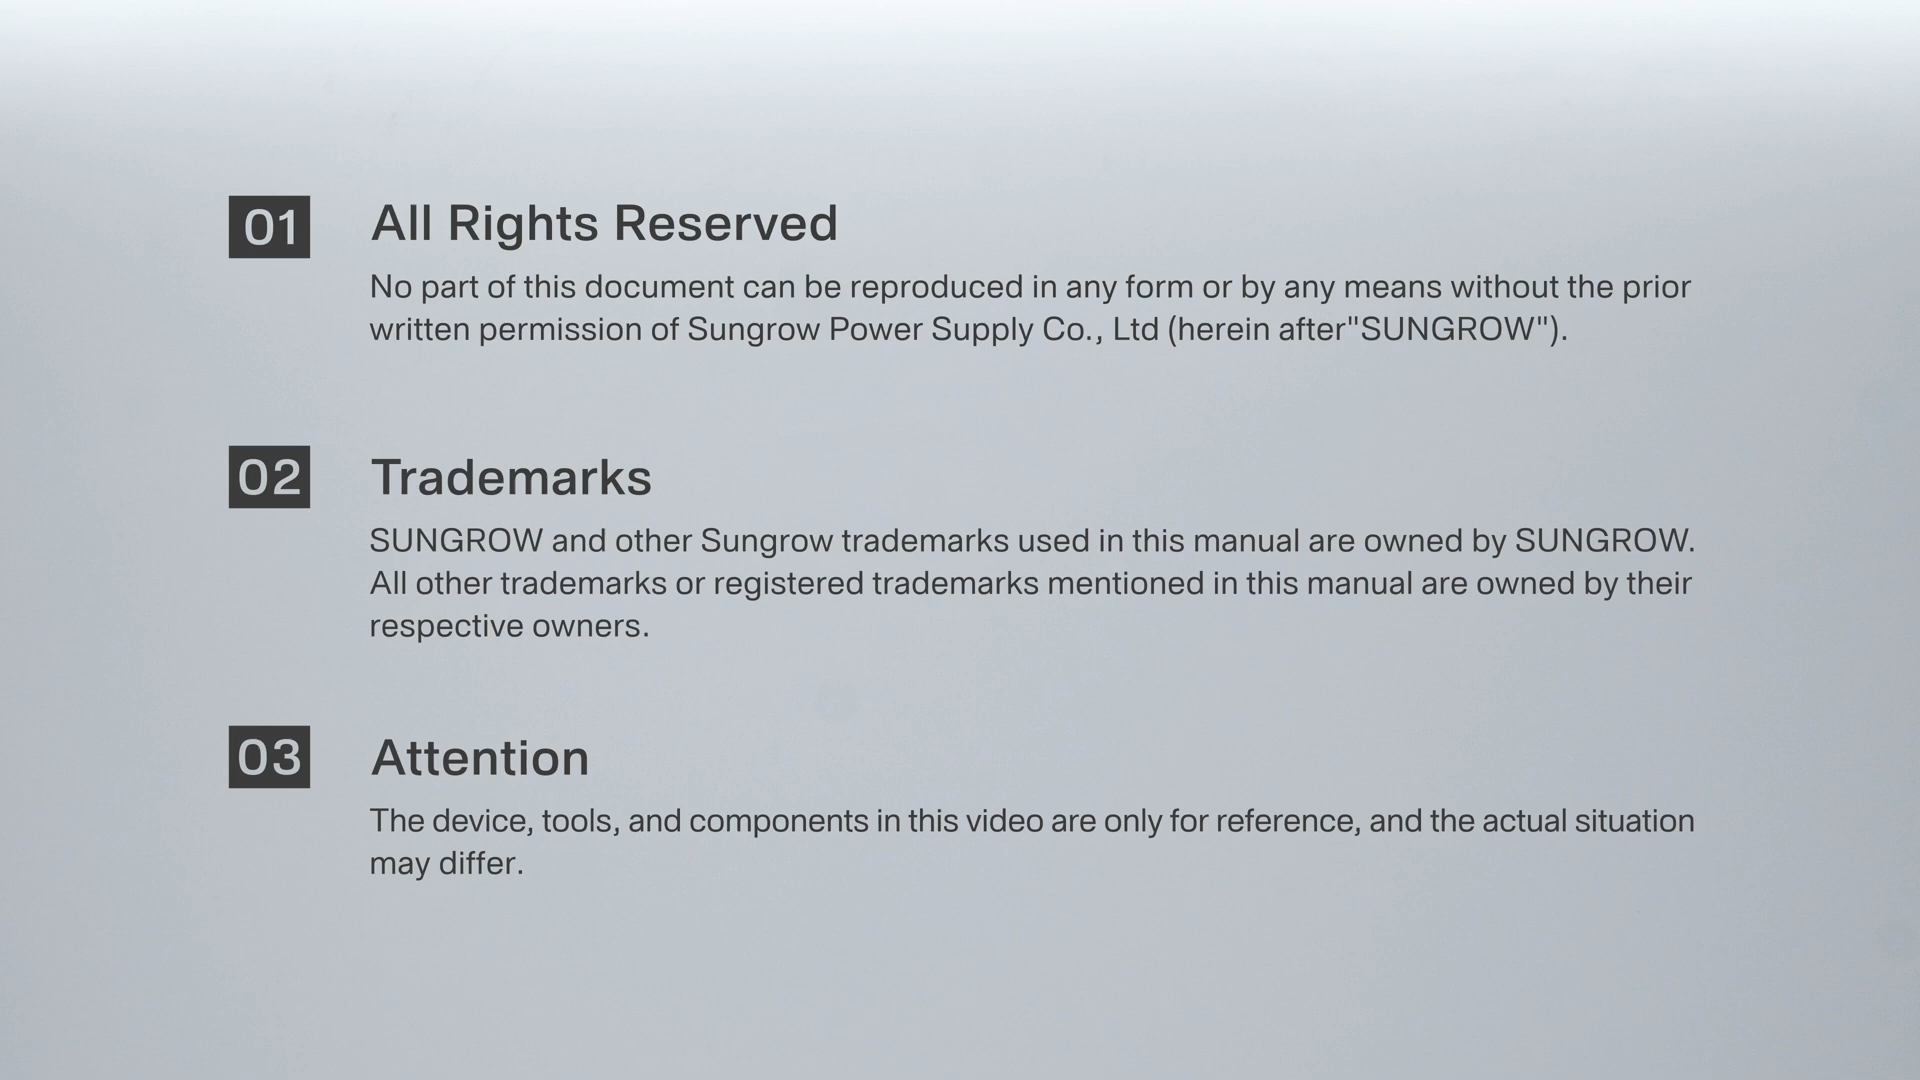 01
All Rights Reserved
No part of this document can be reproduced in any form or by any means without the prior
written permission of Sungrow Power Supply Co., Ltd (herein after"SUNGROW").
02
Trademarks
SUNGROW and other Sungrow trademarks used in this manual are owned by SUNGROW.
All other trademarks or registered trademarks mentioned in this manual are owned by their
respective owners.
03
Attention
The device, tools, and components in this video are only for reference, and the actual situation
may differ.